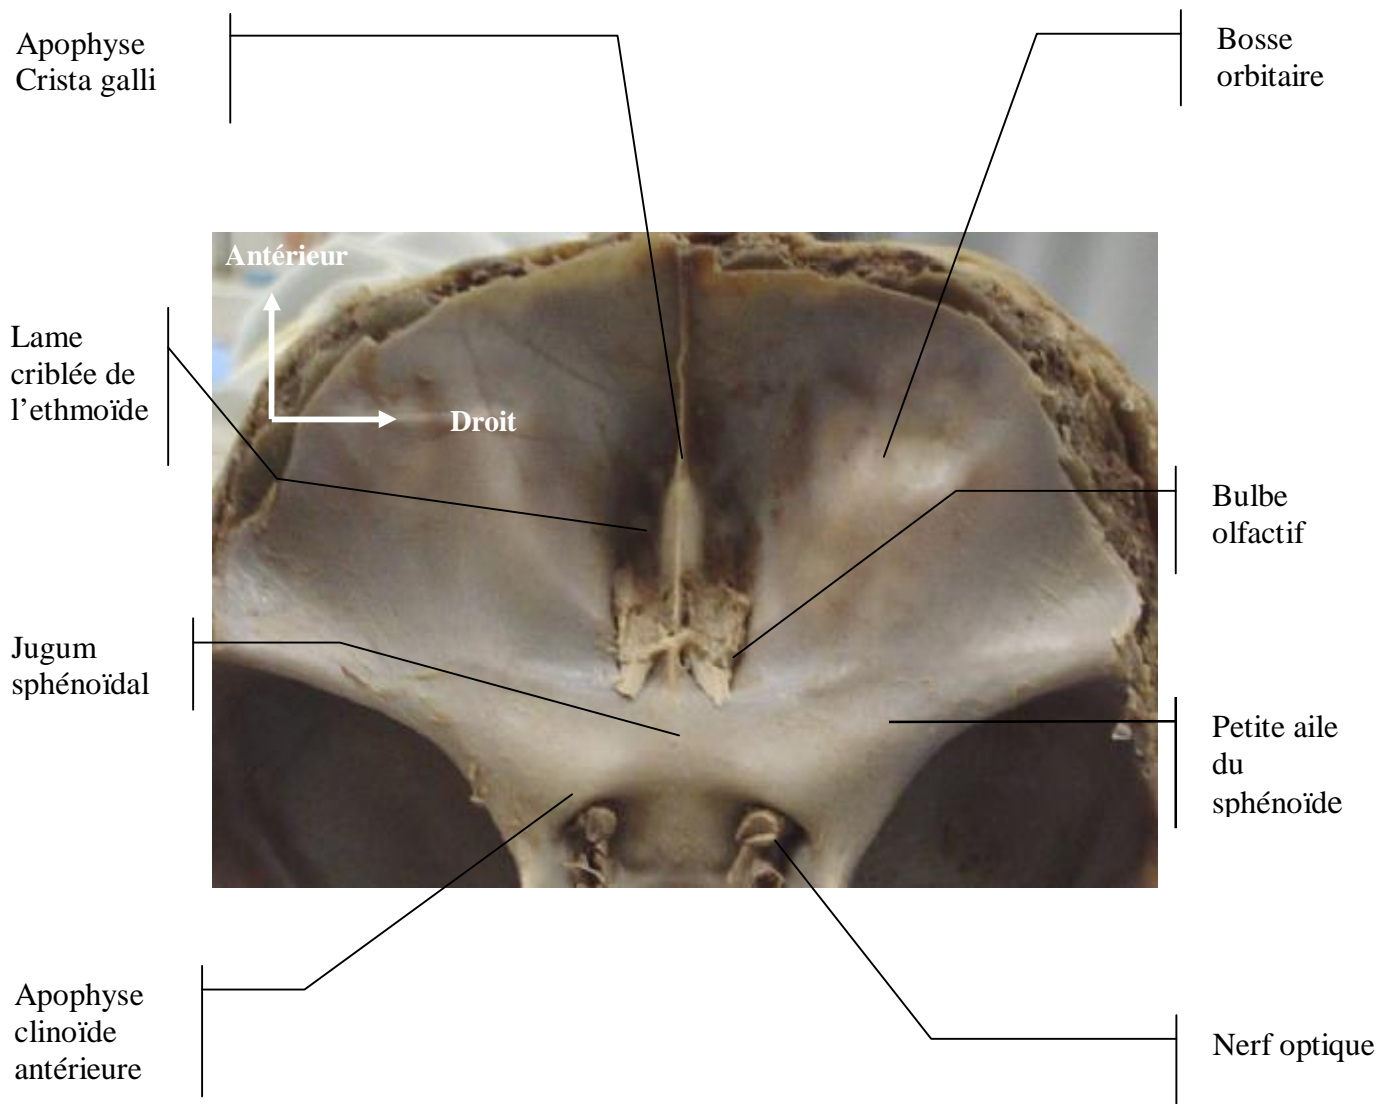 Apophyse
Crista galli
Bosse
orbitaire
Antérieur
Lame
criblée de
l’ethmoïde
Droit
Bulbe
olfactif
Jugum
sphénoïdal
Petite aile
du
sphénoïde
Apophyse
clinoïde
antérieure
Nerf optique